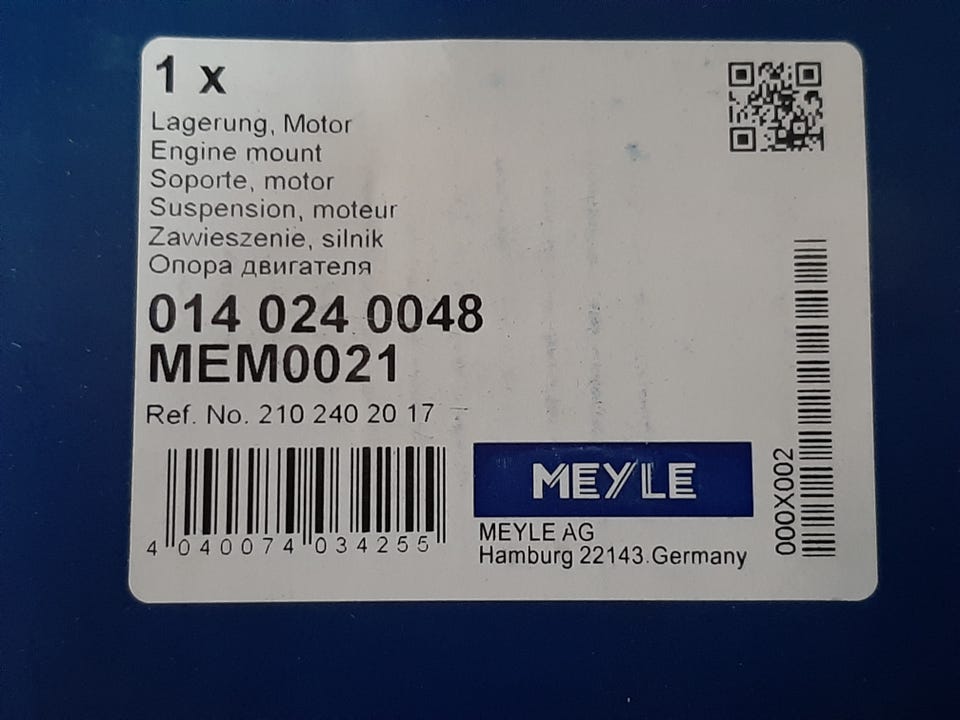 1 x
Lagerung, Motor
Engine mount
Soporte, motor
Suspension, moteur
Zawieszenie, silnik
Опора двигателя
014 024 0048
MEM0021
Ref. No. 210 240 20 17
4 040074 034255
MEYLE
MEYLE AG
Hamburg 22143.Germany
000X002